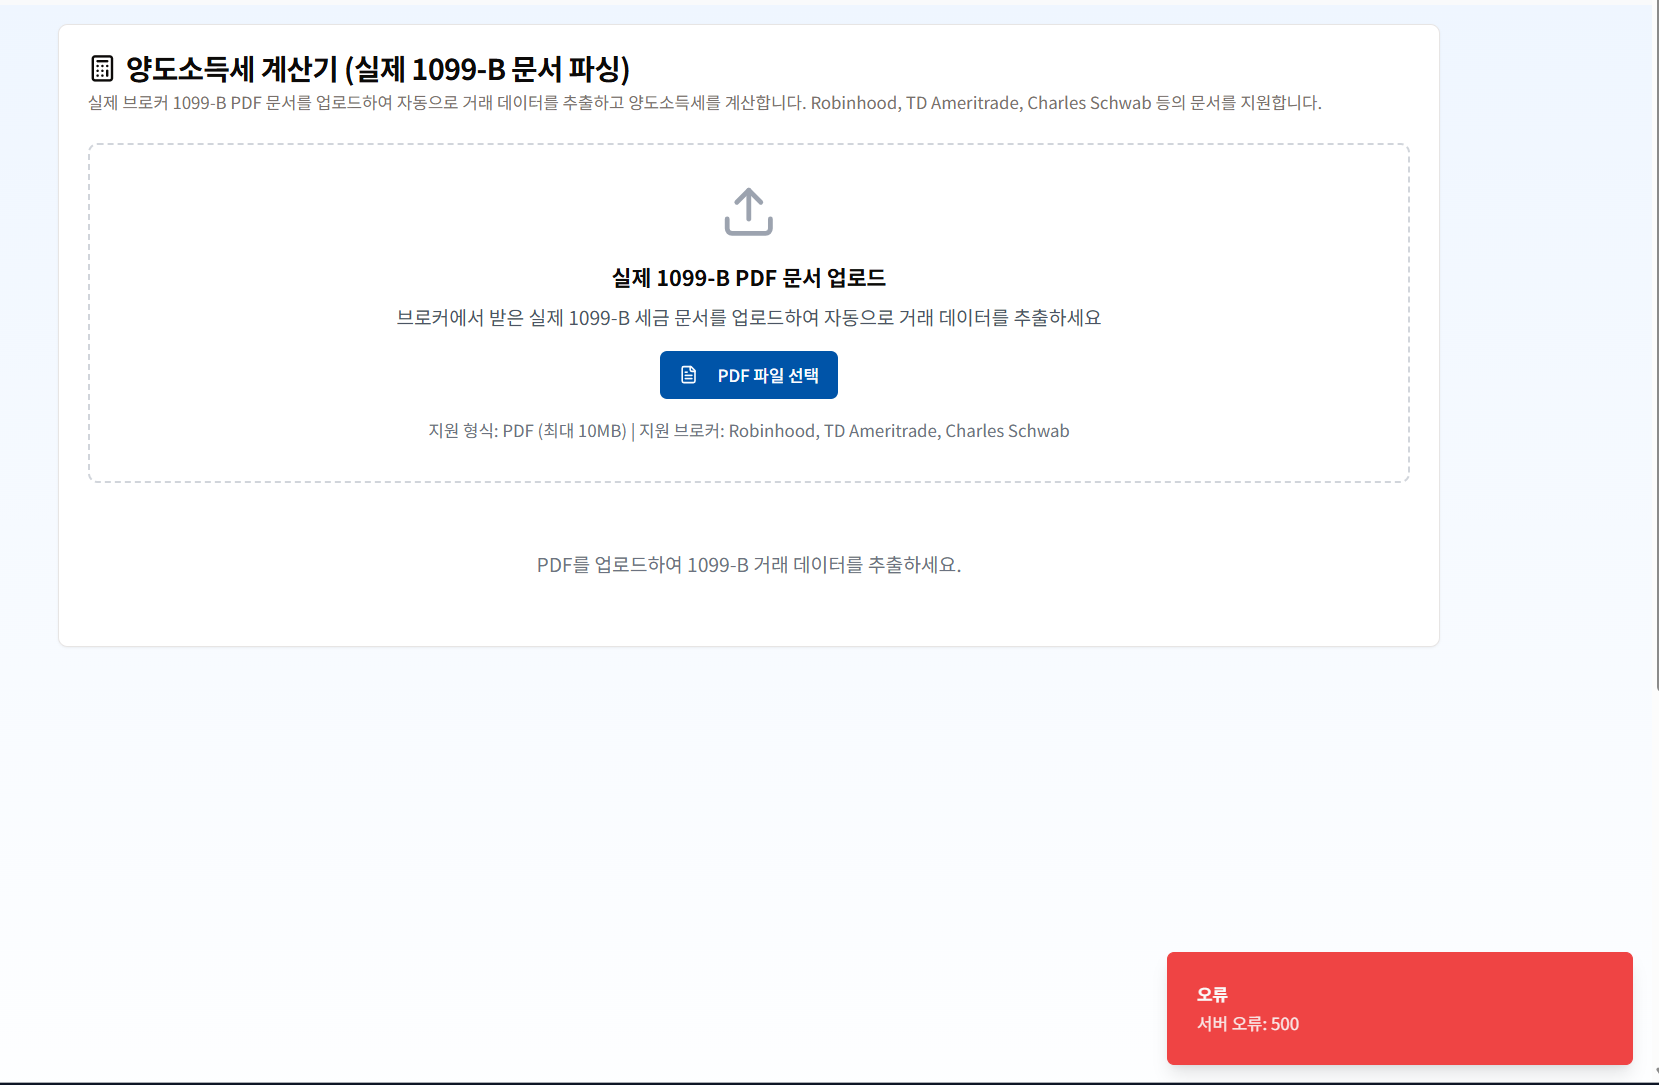 양도소득세 계산기 (실제 1099-B 문서 파싱)
실제 브로커 1099-B PDF 문서를 업로드하여 자동으로 거래 데이터를 추출하고 양도소득세를 계산합니다. Robinhood, TD Ameritrade, Charles Schwab 등의 문서를 지원합니다.
실제 1099-B PDF 문서 업로드
브로커에서 받은 실제 1099-B 세금 문서를 업로드하여 자동으로 거래 데이터를 추출하세요
PDF 파일 선택
지원 형식: PDF (최대 10MB) | 지원 브로커: Robinhood, TD Ameritrade, Charles Schwab
PDF를 업로드하여 1099-B 거래 데이터를 추출하세요.
오류
서버 오류: 500